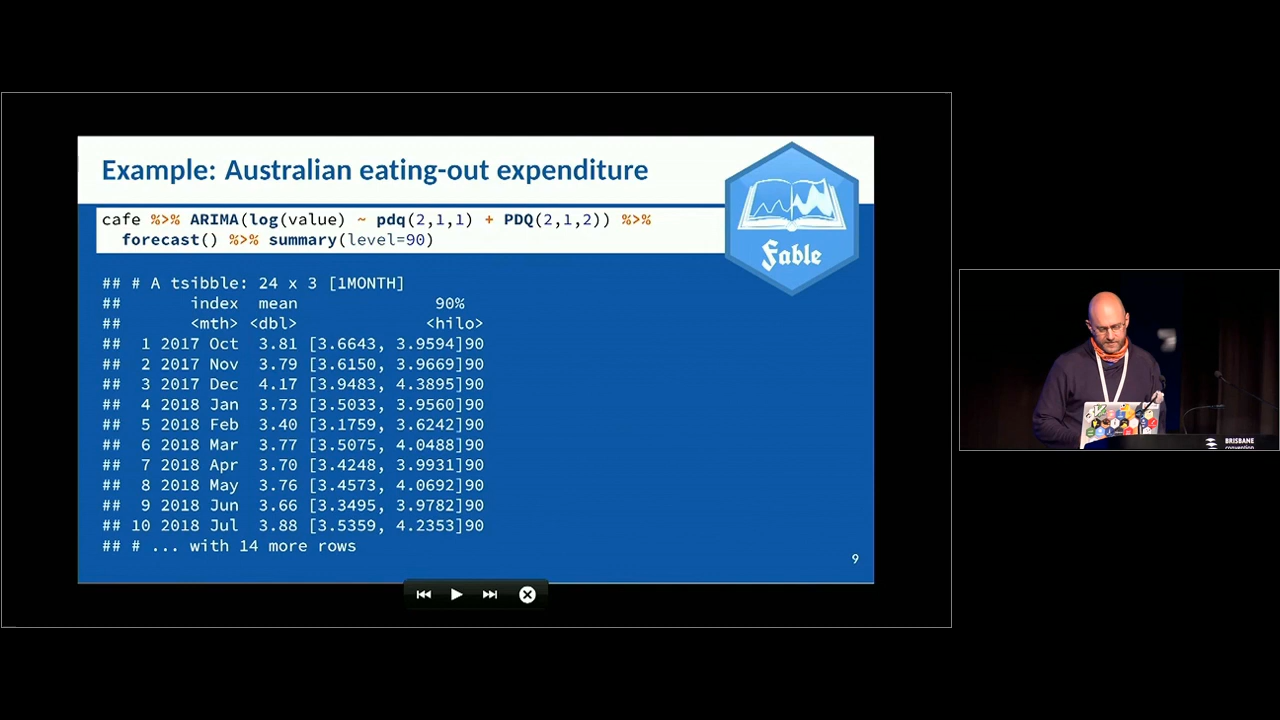 Example: Australian eating-out expenditure
Fable
cafe %>% ARIMA(log(value) ~ pdq(2,1,1) + PDQ(2,1,2)) %>%
forecast() %>% summary(level=90)
## # A tsibble: 24 x 3 [1MONTH]
## index mean 90%
## <mth> <dbl> <hilo>
## 1 2017 Oct 3.81 [3.6643, 3.9594]90
## 2 2017 Nov 3.79 [3.6150, 3.9669]90
## 3 2017 Dec 4.17 [3.9483, 4.3895]90
## 4 2018 Jan 3.73 [3.5033, 3.9560]90
## 5 2018 Feb 3.40 [3.1759, 3.6242]90
## 6 2018 Mar 3.77 [3.5075, 4.0488]90
## 7 2018 Apr 3.70 [3.4248, 3.9931]90
## 8 2018 May 3.76 [3.4573, 4.0692]90
## 9 2018 Jun 3.66 [3.3495, 3.9782]90
## 10 2018 Jul 3.88 [3.5359, 4.2353]90
## # ... with 14 more rows
9
BRISBANE
convention